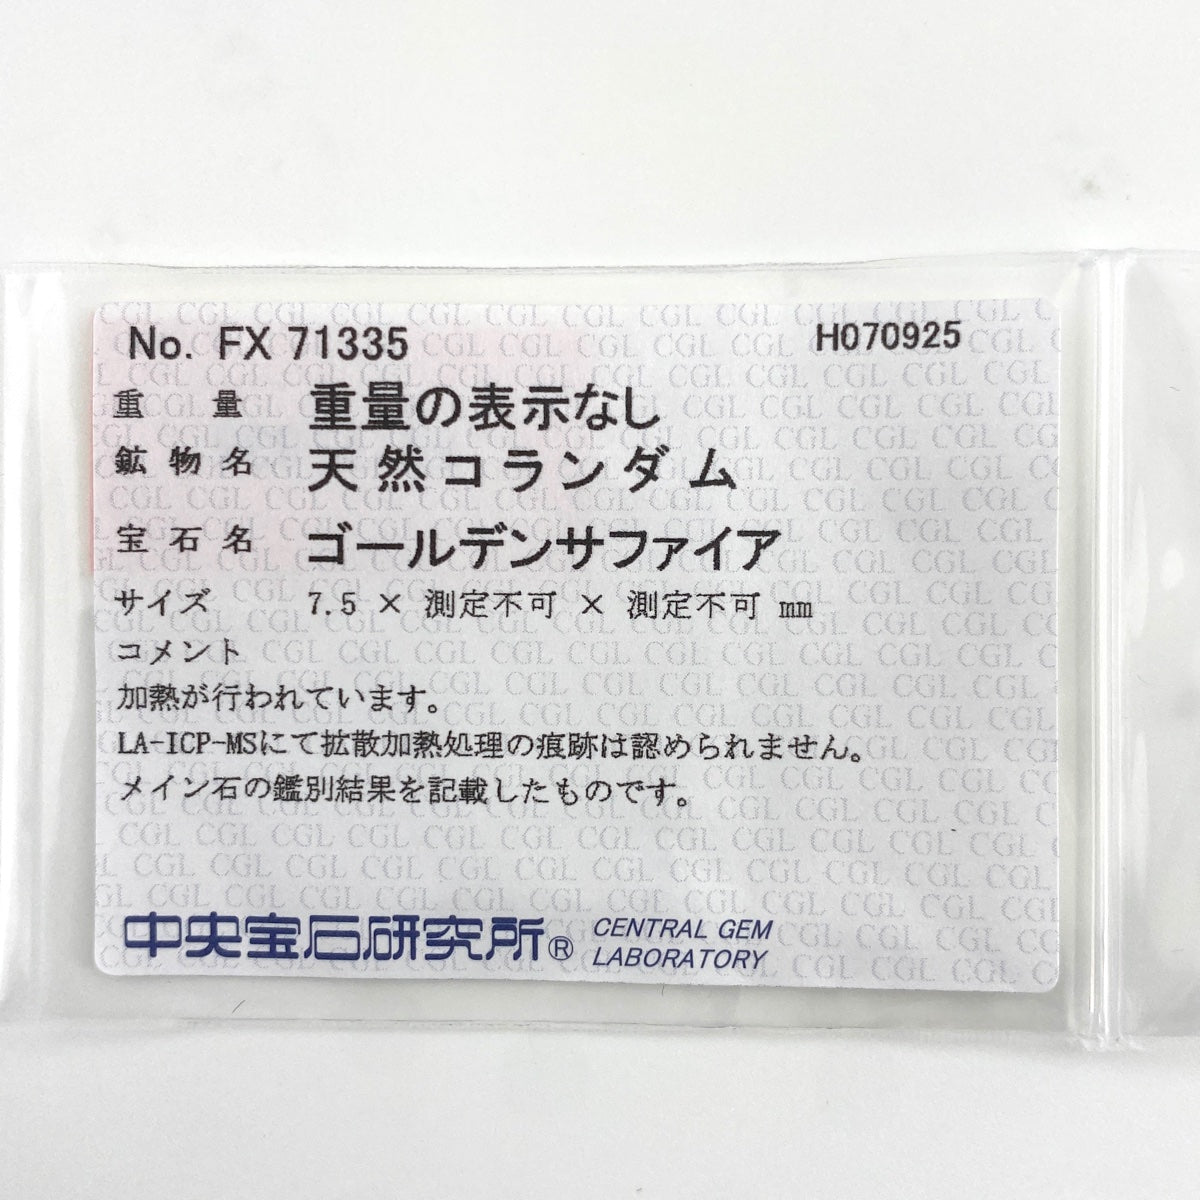 No. FX 71335 H070925
重量 重量の表示なし
鉱物名 天然コランダム
宝石名 ゴールデンサファイア
サイズ 7.5 × 測定不可 × 測定不可 mm
コメント
加熱が行われています。
LA-ICP-MSにて拡散加熱処理の痕跡は認められません。
メイン石の鑑別結果を記載したものです。
中央宝石研究所® CENTRAL GEM
LABORATORY